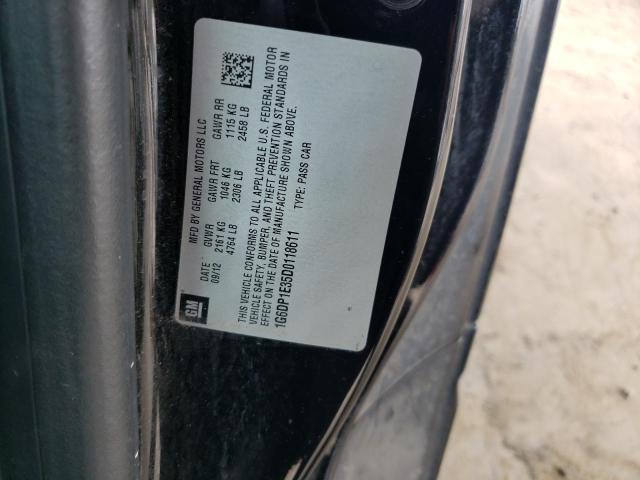 GM
MFD BY GENERAL MOTORS LLC
DATE GVWR GAWR FRT GAWR RR
09/12 2161 KG 1046 KG 1115 KG
4764 LB 2306 LB 2458 LB
THIS VEHICLE CONFORMS TO ALL APPLICABLE U.S. FEDERAL MOTOR
VEHICLE SAFETY, BUMPER, AND THEFT PREVENTION STANDARDS IN
EFFECT ON THE DATE OF MANUFACTURE SHOWN ABOVE.
1G6DP1E35D0118611 TYPE: PASS CAR